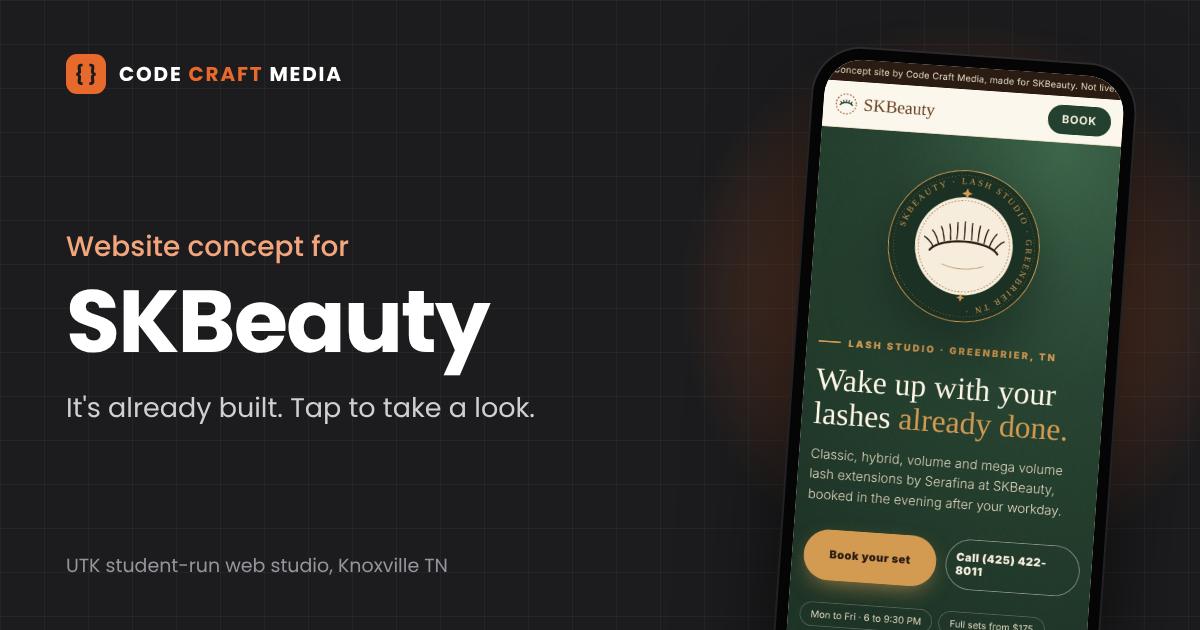 { } CODE CRAFT MEDIA
Website concept for
SKBeauty
It's already built. Tap to take a look.
UTK student-run web studio, Knoxville TN
Concept site by Code Craft Media, made for SKBeauty. Not live.
SKBeauty
BOOK
SKBEAUTY · LASH STUDIO · GREENBRIER TN ·
LASH STUDIO · GREENBRIER, TN
Wake up with your
lashes already done.
Classic, hybrid, volume and mega volume
lash extensions by Serafina at SKBeauty,
booked in the evening after your workday.
Book your set
Call (425) 422-
8011
Mon to Fri · 6 to 9:30 PM
Full sets from $175